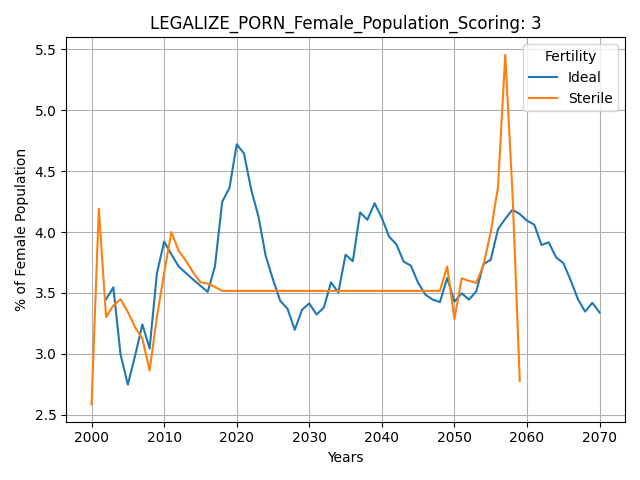 LEGALIZE_PORN_Female_Population_Scoring: 3
Fertility
Ideal
Sterile
% of Female Population
5.5
5.0
4.5
4.0
3.5
3.0
2.5
2000 2010 2020 2030 2040 2050 2060 2070
Years